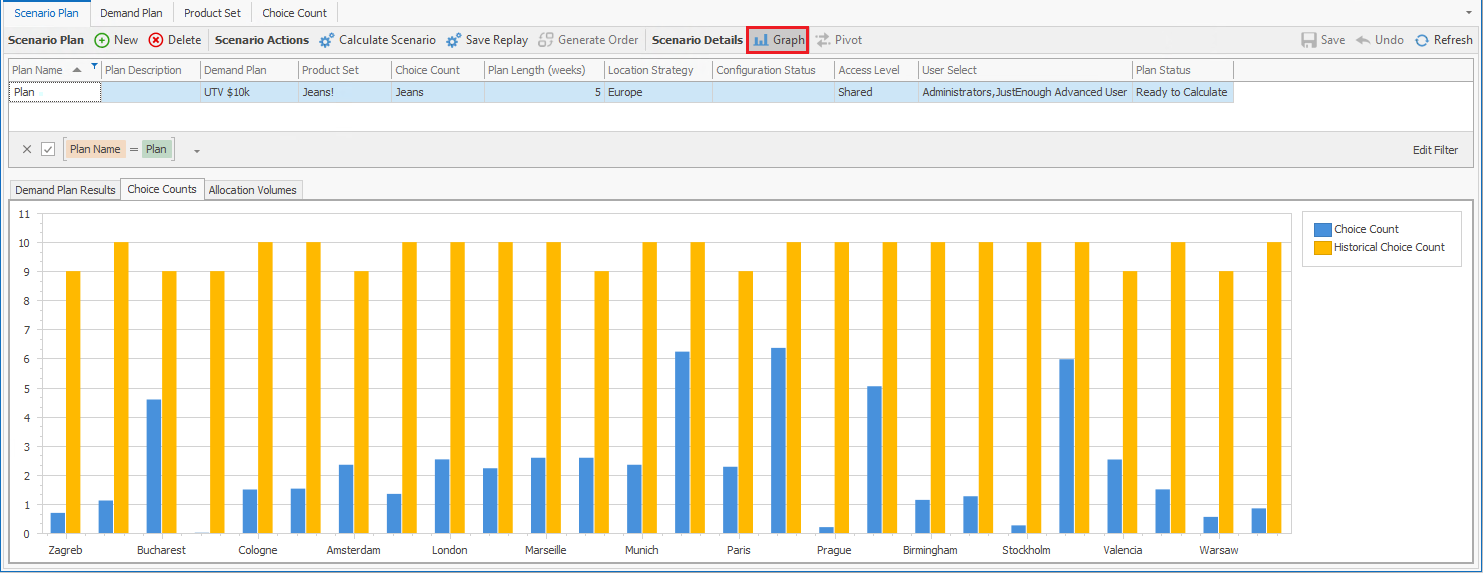 Scenario Plan Demand Plan Product Set Choice Count
Scenario Plan New Delete Scenario Actions Calculate Scenario Save Replay Generate Order Scenario Details Graph Pivot Save Undo Refresh
Plan Name Plan Description Demand Plan Product Set Choice Count Plan Length (weeks) Location Strategy Configuration Status Access Level User Select Plan Status
Plan UTV $10k Jeans! Jeans 5 Europe Shared Administrators,JustEnough Advanced User Ready to Calculate
Plan Name = Plan Edit Filter
Demand Plan Results Choice Counts Allocation Volumes
11
10
9
8
7
6
5
4
3
2
1
0
Zagreb Bucharest Cologne Amsterdam London Marseille Munich Paris Prague Birmingham Stockholm Valencia Warsaw
Choice Count
Historical Choice Count